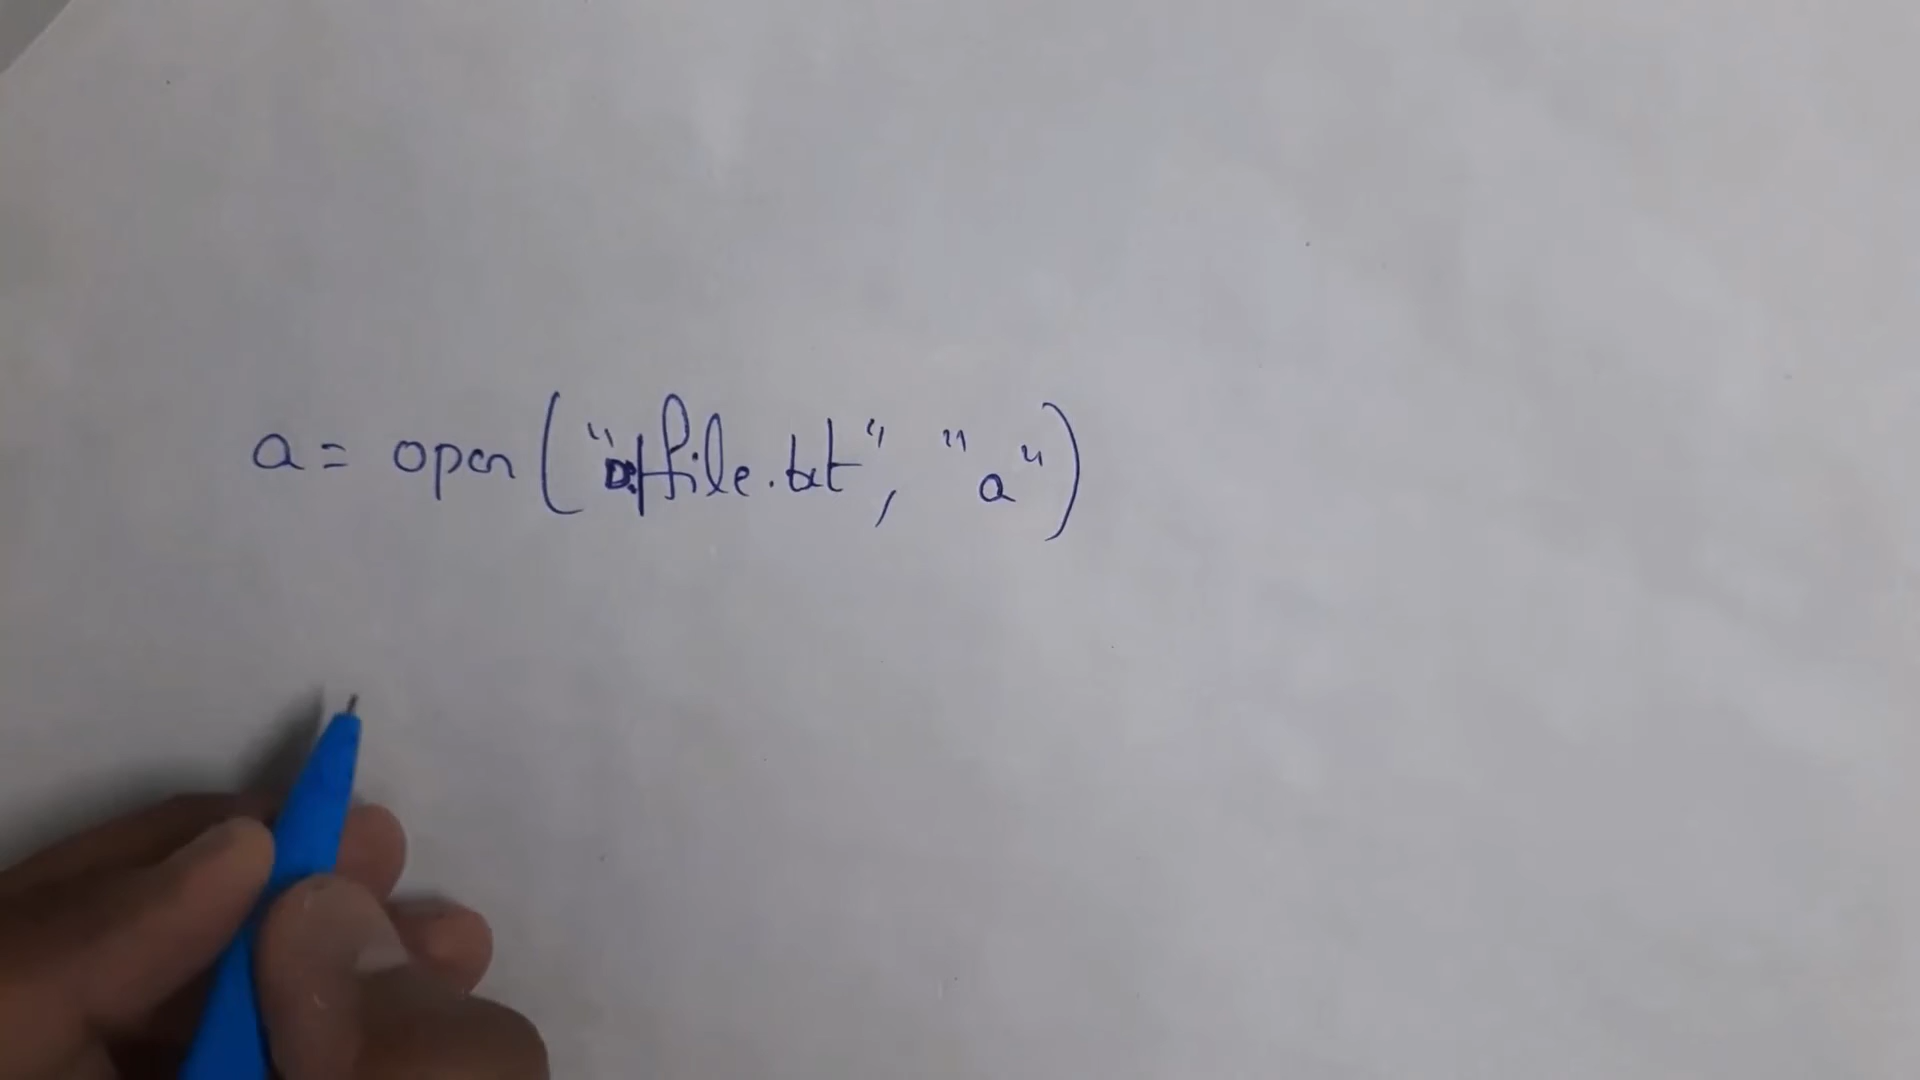 a = open("D:/file.txt", "a")